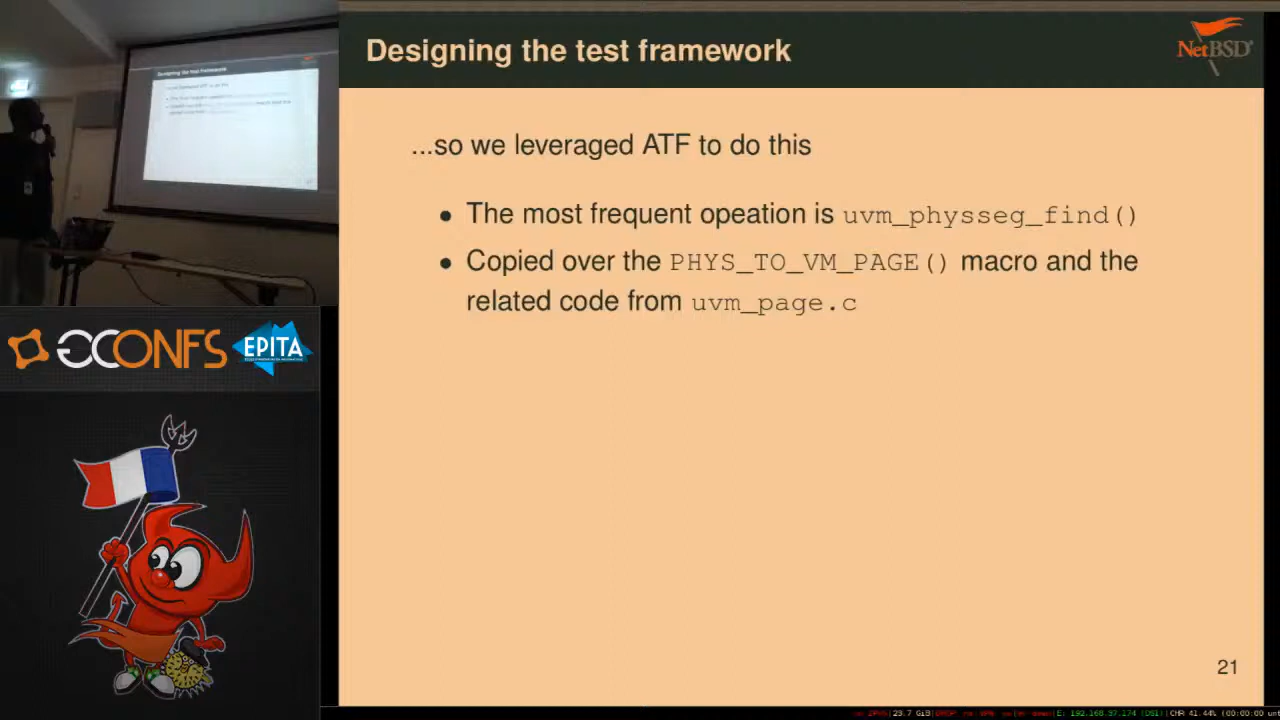 Designing the test framework
NetBSD
...so we leveraged ATF to do this
The most frequent opeation is uvm_physseg_find()
Copied over the PHYS_TO_VM_PAGE() macro and the
related code from uvm_page.c
21
GCONFS
EPITA